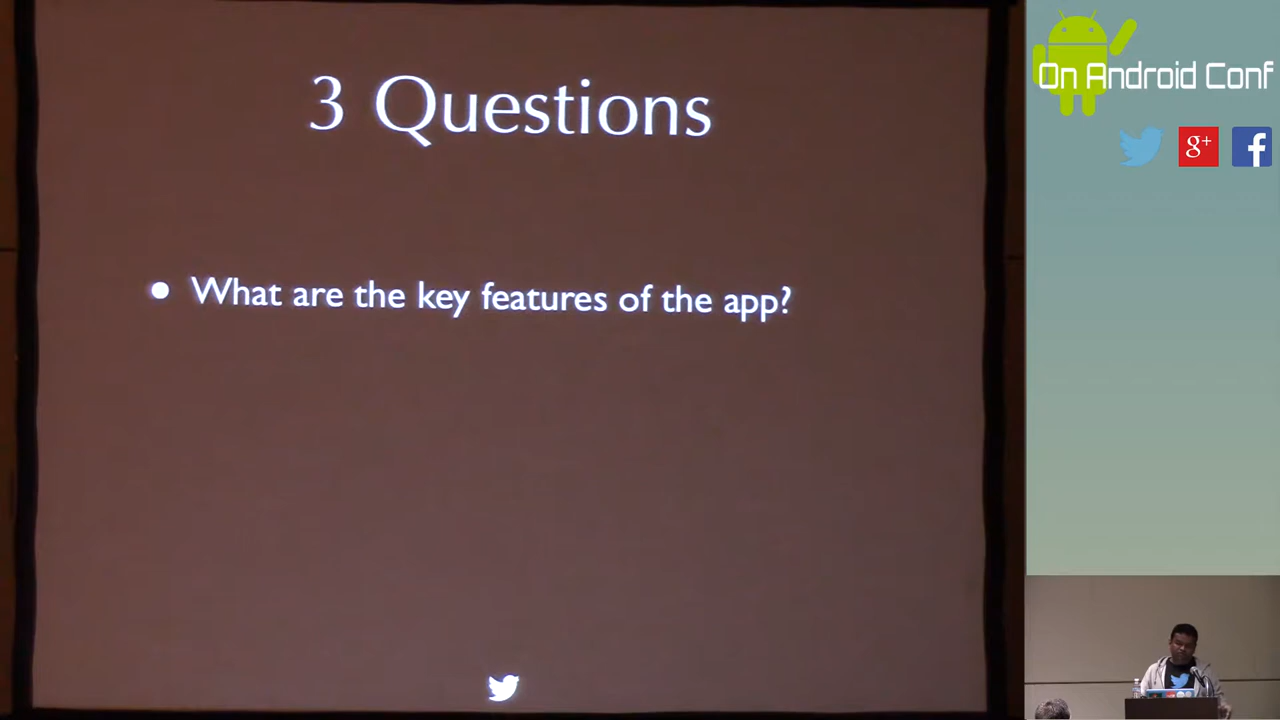 3 Questions
• What are the key features of the app?
On Android Conf
g+
f